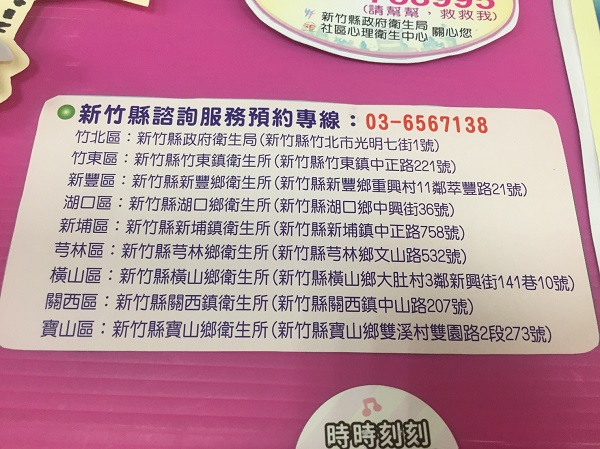 (請幫幫，救救我)
新竹縣政府衛生局
社區心理衛生中心 關心您
新竹縣諮詢服務預約專線：03-6567138
竹北區：新竹縣政府衛生局(新竹縣竹北市光明七街1號)
竹東區：新竹縣竹東鎮衛生所(新竹縣竹東鎮中正路221號)
新豐區：新竹縣新豐鄉衛生所(新竹縣新豐鄉重興村11鄰萃豐路21號)
湖口區：新竹縣湖口鄉衛生所(新竹縣湖口鄉中興街36號)
新埔區：新竹縣新埔鎮衛生所(新竹縣新埔鎮中正路758號)
芎林區：新竹縣芎林鄉衛生所(新竹縣芎林鄉文山路532號)
橫山區：新竹縣橫山鄉衛生所(新竹縣橫山鄉大肚村3鄰新興街141巷10號)
關西區：新竹縣關西鎮衛生所(新竹縣關西鎮中山路207號)
寶山區：新竹縣寶山鄉衛生所(新竹縣寶山鄉雙溪村雙園路2段273號)
時時刻刻